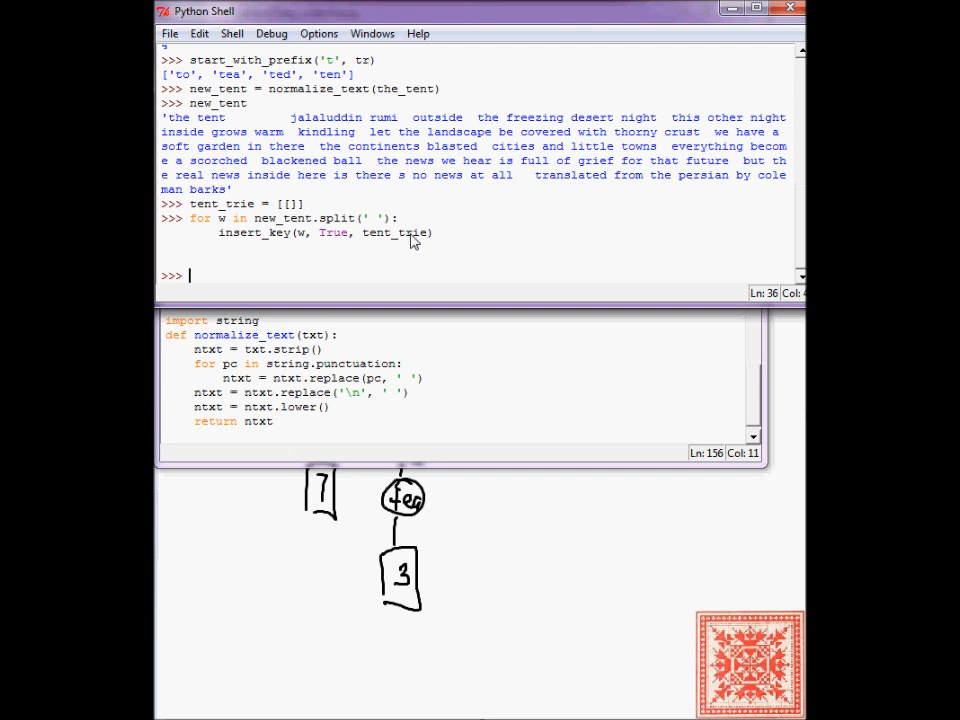 Python Shell
File Edit Shell Debug Options Windows Help
>>> start_with_prefix('t', tr)
['to', 'tea', 'ted', 'ten']
>>> new_tent = normalize_text(the_tent)
>>> new_tent
'the tent         jalaluddin rumi  outside  the freezing desert night  this other night
inside grows warm  kindling  let the landscape be covered with thorny crust  we have a
soft garden in there  the continents blasted  cities and little towns  everything becom
e a scorched  blackened ball  the news we hear is full of grief for that future  but th
e real news inside here is there s no news at all   translated from the persian by cole
man barks'
>>> tent_trie = [[]]
>>> for w in new_tent.split(' '):
        insert_key(w, True, tent_trie)
>>>
Ln: 36 Col:
import string
def normalize_text(txt):
    ntxt = txt.strip()
    for pc in string.punctuation:
        ntxt = ntxt.replace(pc, ' ')
    ntxt = ntxt.replace('\n', ' ')
    ntxt = ntxt.lower()
    return ntxt
Ln: 156 Col: 11
7
3